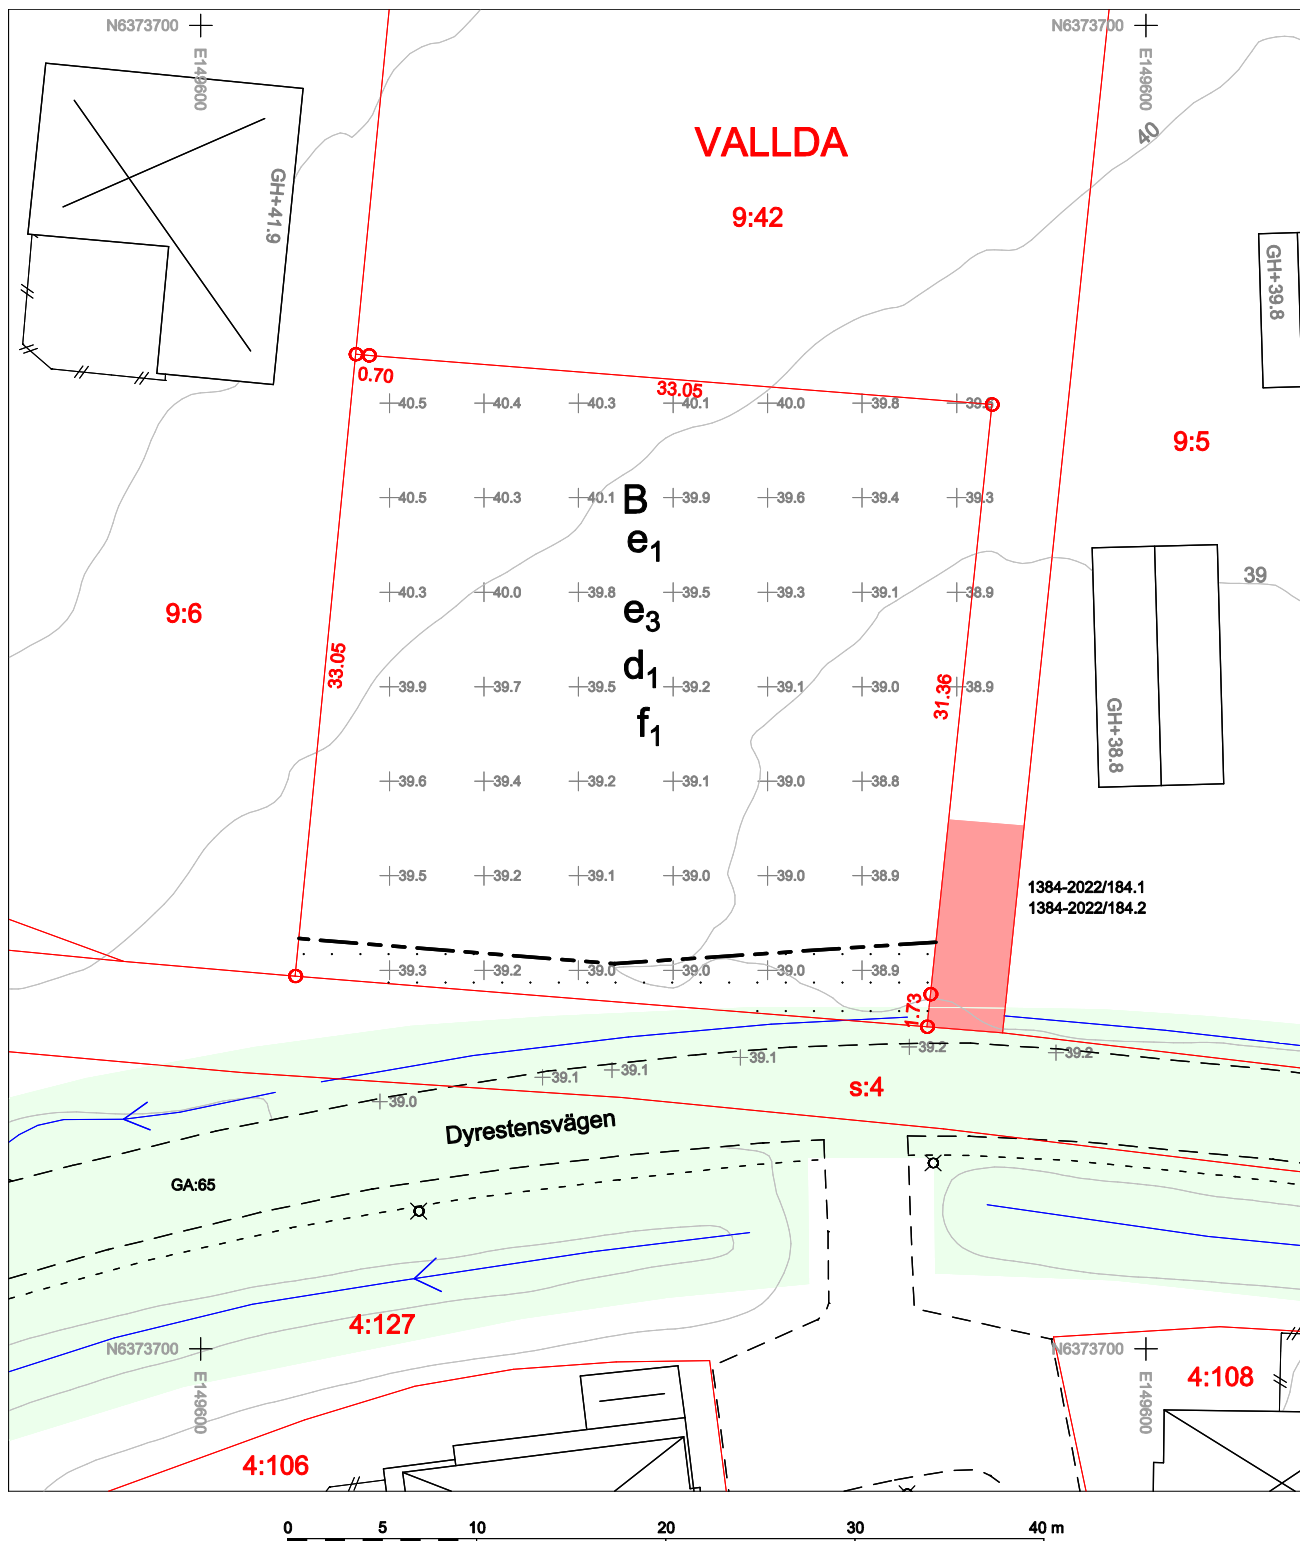 N6373700
N6373700
E149600
E149600
40
VALLDA
9:42
GH+41.9
GH+39.8
0.70
33.05
40.5 40.4 40.3 40.1 40.0 39.8
9:5
40.5 40.3 40.1 39.9 39.6 39.4 39.3
B
e1
39
40.3 40.0 39.8 39.5 39.3 39.1 38.9
9:6
e3
33.05
d1
39.9 39.7 39.5 39.2 39.1 39.0 38.9
31.36
f1
GH+38.8
39.6 39.4 39.2 39.1 39.0 38.8
39.5 39.2 39.1 39.0 39.0 38.9
1384-2022/184.1
1384-2022/184.2
39.3 39.2 39.0 39.0 39.0 38.9
1.73
39.2
39.2
39.1
39.1
39.1
39.0
s:4
Dyrestensvägen
GA:65
4:127
N6373700
N6373700
E149600
E149600
4:108
4:106
0 5 10 20 30 40 m